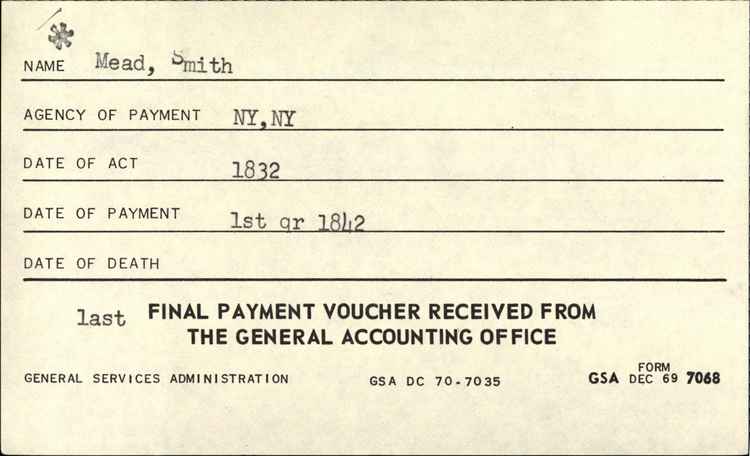 NAME Mead, Smith
AGENCY OF PAYMENT NY,NY
DATE OF ACT 1832
DATE OF PAYMENT 1st qr 1842
DATE OF DEATH
last FINAL PAYMENT VOUCHER RECEIVED FROM
THE GENERAL ACCOUNTING OFFICE
GENERAL SERVICES ADMINISTRATION GSA DC 70-7035 GSA FORM DEC 69 7068